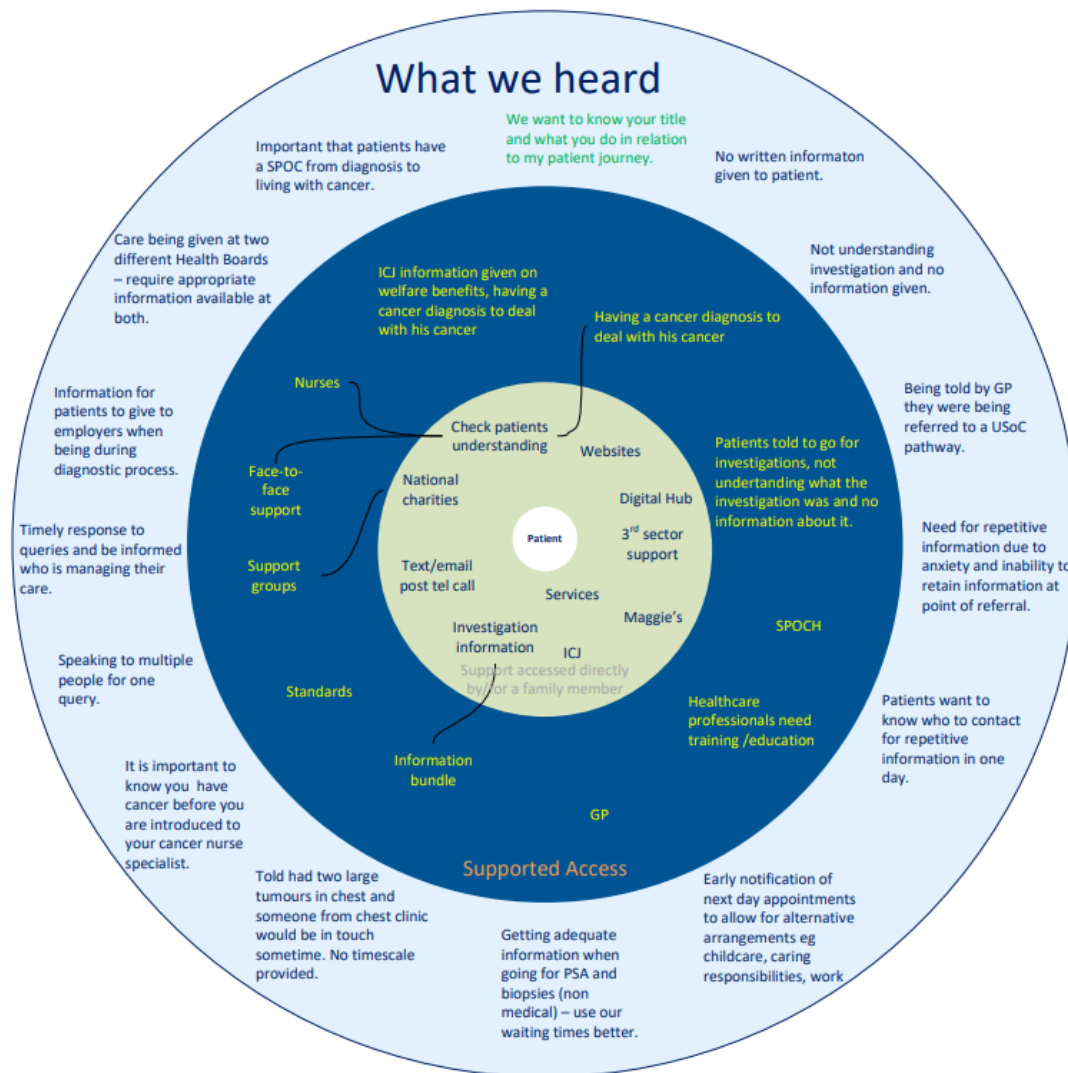 What we heard
We want to know your title
and what you do in relation
to my patient journey.
Important that patients have
a SPOC from diagnosis to
living with cancer.
No written informaton
given to patient.
Care being given at two
different Health Boards
– require appropriate
information available at
both.
Not understanding
investigation and no
information given.
Information for
patients to give to
employers when
being during
diagnostic process.
Being told by GP
they were being
referred to a USoC
pathway.
Timely response to
queries and be informed
who is managing their
care.
Need for repetitive
information due to
anxiety and inability to
retain information at
point of referral.
Speaking to multiple
people for one
query.
Patients want to
know who to contact
for repetitive
information in one
day.
It is important to
know you have
cancer before you
are introduced to
your cancer nurse
specialist.
Told had two large
tumours in chest and
someone from chest clinic
would be in touch
sometime. No timescale
provided.
Getting adequate
information when
going for PSA and
biopsies (non
medical) – use our
waiting times better.
Early notification of
next day appointments
to allow for alternative
arrangements eg
childcare, caring
responsibilities, work
ICJ information given on
welfare benefits, having a
cancer diagnosis to deal
with his cancer
Having a cancer diagnosis to
deal with his cancer
Nurses
Face-to-
face
support
Support
groups
Patients told to go for
investigations, not
undertanding what the
investigation was and no
information about it.
SPOCH
Standards
Healthcare
professionals need
training /education
Information
bundle
GP
Supported Access
Check patients
understanding
Websites
National
charities
Digital Hub
3rd sector
support
Patient
Text/email
post tel call
Services
Maggie's
Investigation
information
ICJ
Support accessed directly
by/for a family member